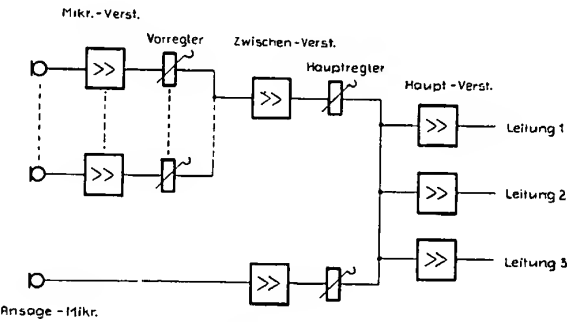 Mikr.-Verst.
Vorregler
Zwischen-Verst.
Hauptregler
Haupt-Verst.
Leitung 1
Leitung 2
Leitung 3
Ansage-Mikr.